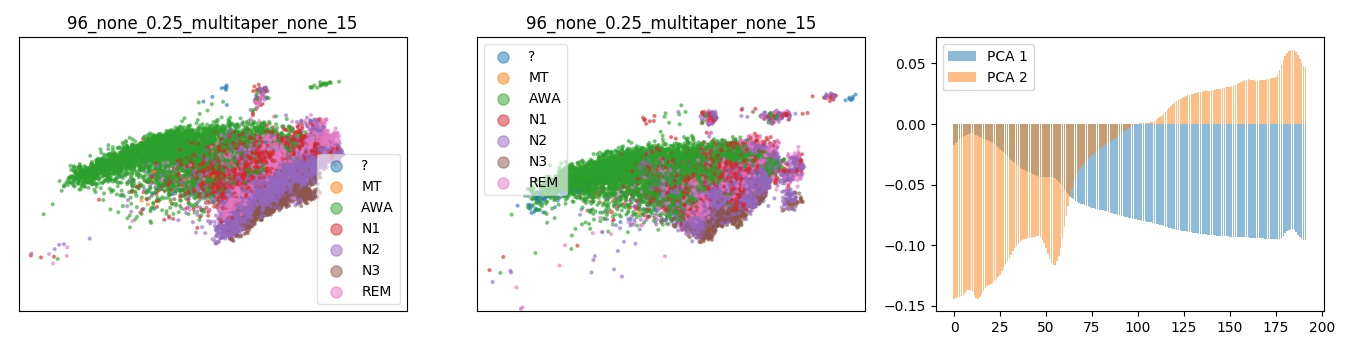 96_none_0.25_multitaper_none_15
?
MT
AWA
N1
N2
N3
REM
96_none_0.25_multitaper_none_15
?
MT
AWA
N1
N2
N3
REM
PCA 1
PCA 2
0.05
0.00
−0.05
−0.10
−0.15
0
25
50
75
100
125
150
175
200